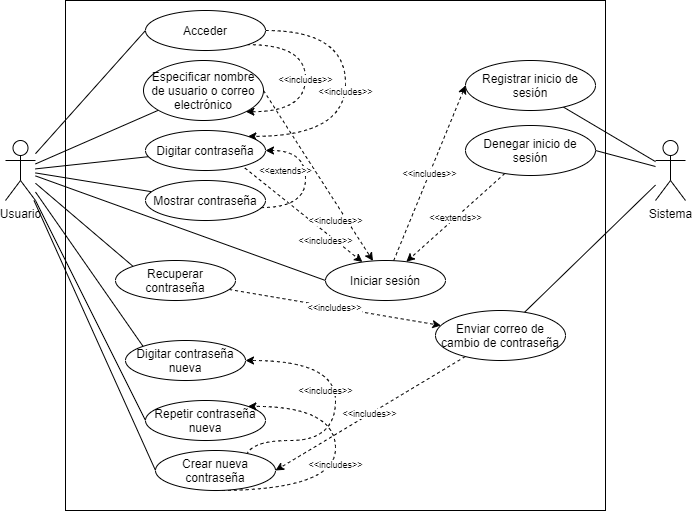 Acceder
<<includes>>
<<includes>>
Especificar nombre
de usuario o correo
electrónico
Registrar inicio de
sesión
Digitar contraseña
Denegar inicio de
sesión
<<extends>>
<<includes>>
Mostrar contraseña
Usuario
Sistema
<<includes>>
<<extends>>
<<includes>>
Recuperar
contraseña
Iniciar sesión
<<includes>>
Enviar correo de
cambio de contraseña
Digitar contraseña
nueva
<<includes>>
Repetir contraseña
nueva
<<includes>>
Crear nueva
contraseña
<<includes>>